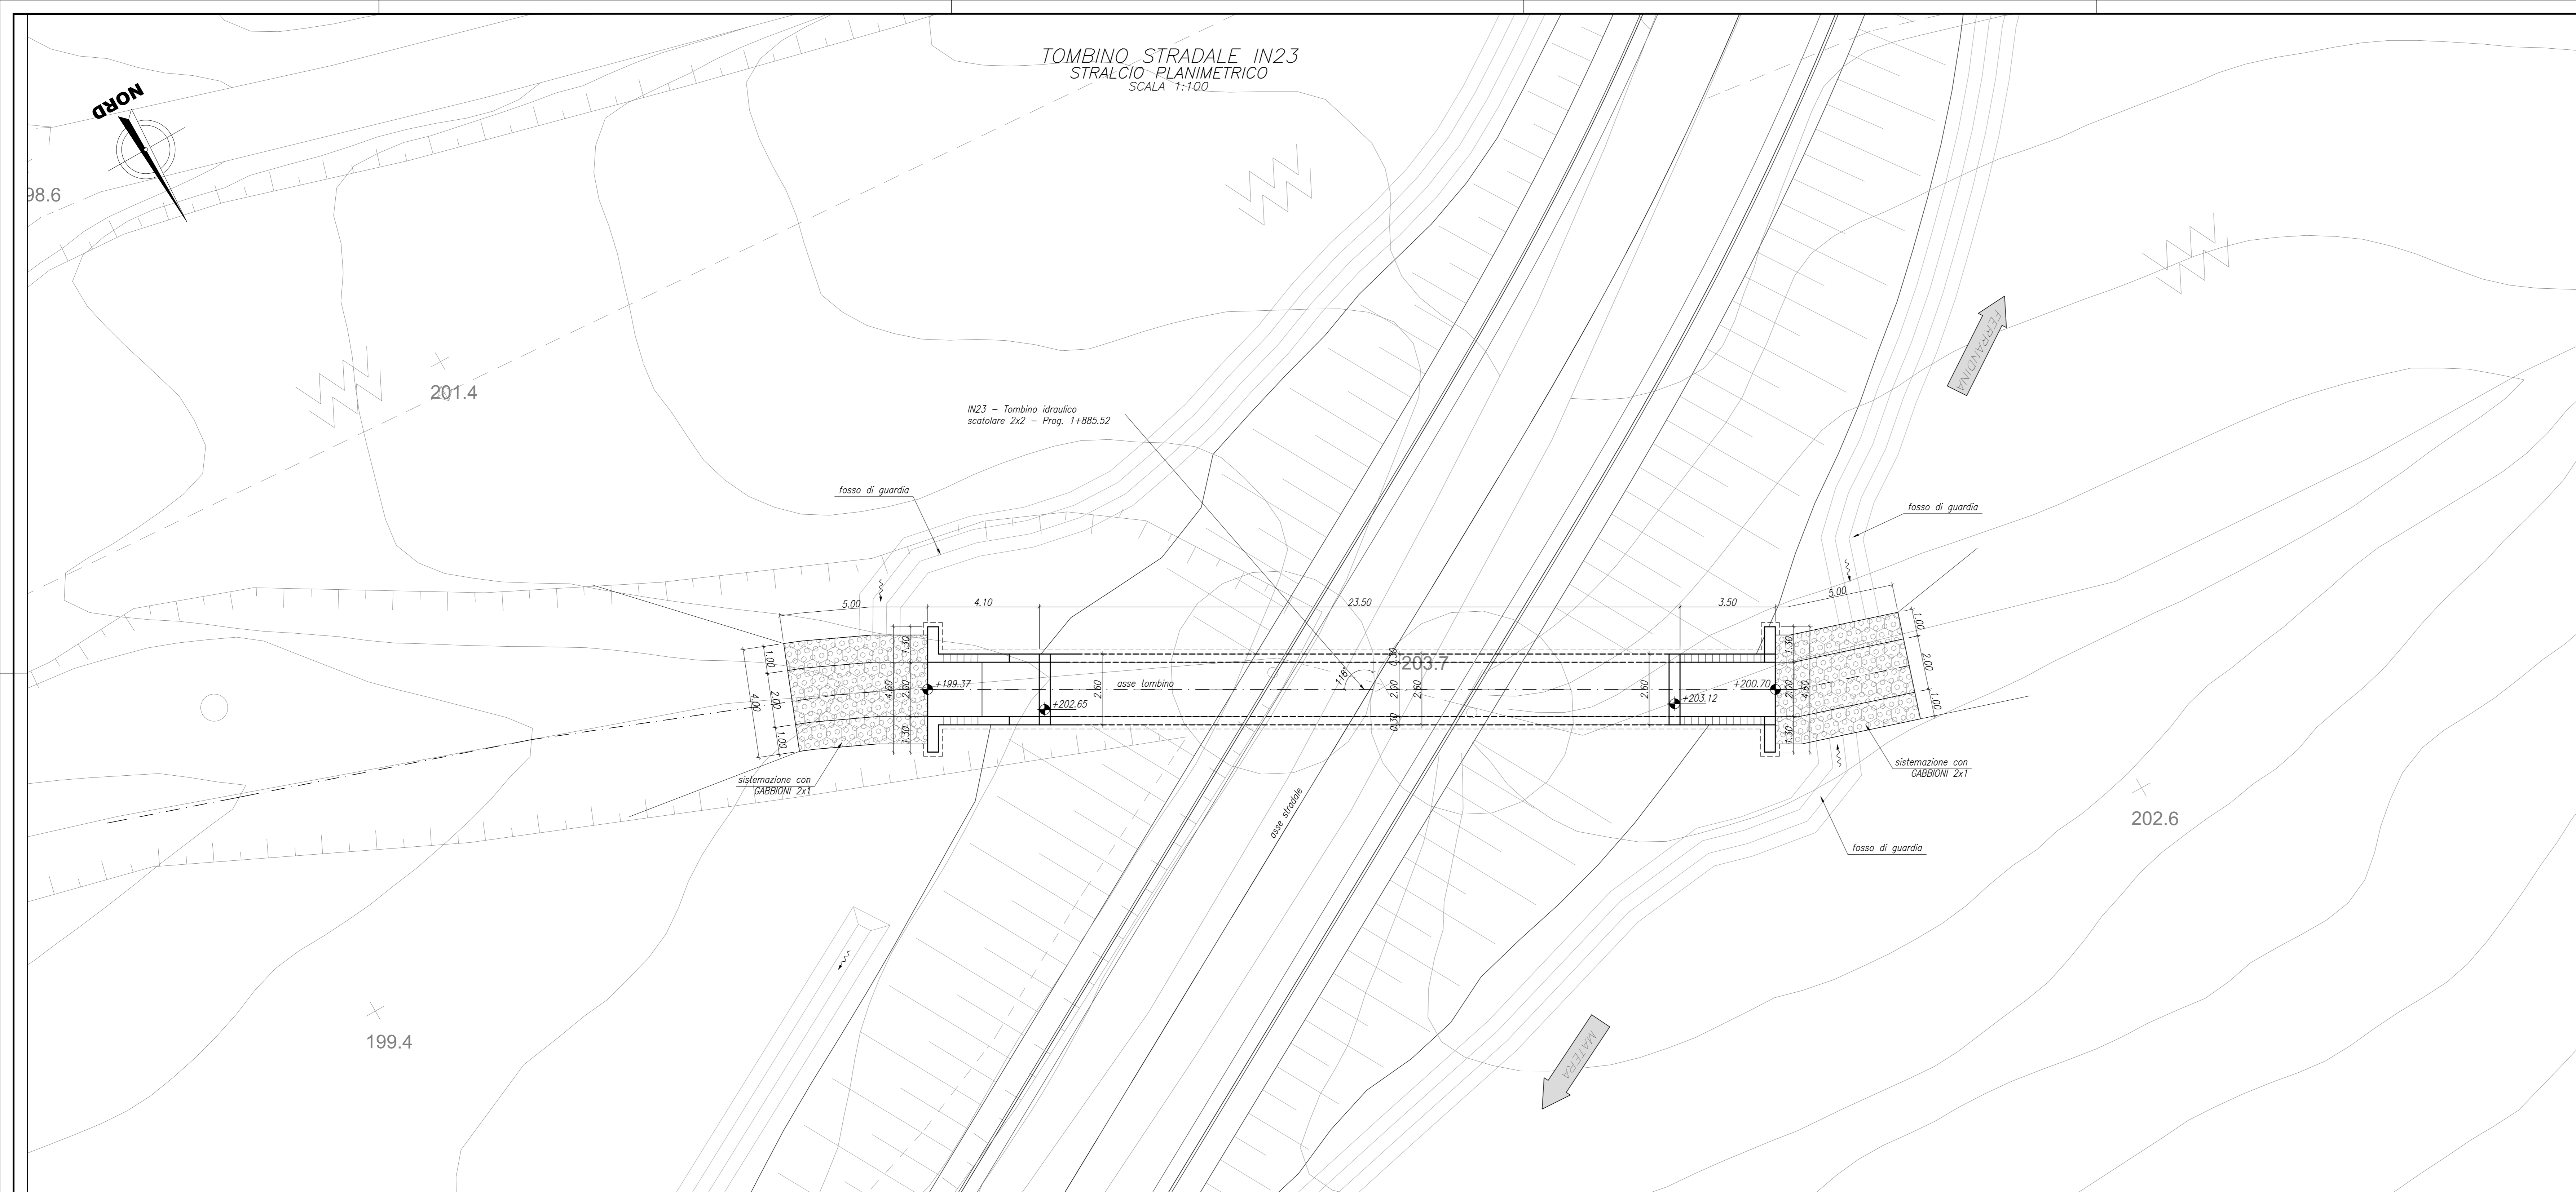 TOMBINO STRADALE IN23
STRALCIO PLANIMETRICO
SCALA 1:100
NORD
98.6
201.4
IN23 - Tombino idraulico
scatolare 2x2 - Prog. 1+885.52
FERRANDINA
fosso di guardia
fosso di guardia
5.00
4.10
23.50
3.50
5.00
1.00
2.00
1.00
4.00
1.30
2.00
1.30
4.60
+199.37
+202.65
2.60
asse tombino
118°
0.30
2.00
0.30
2.60
203.7
2.60
+203.12
+200.70
1.30
2.00
1.30
4.60
1.00
2.00
1.00
sistemazione con
GABBIONI 2x1
sistemazione con
GABBIONI 2x1
asse stradale
202.6
fosso di guardia
199.4
MATERA